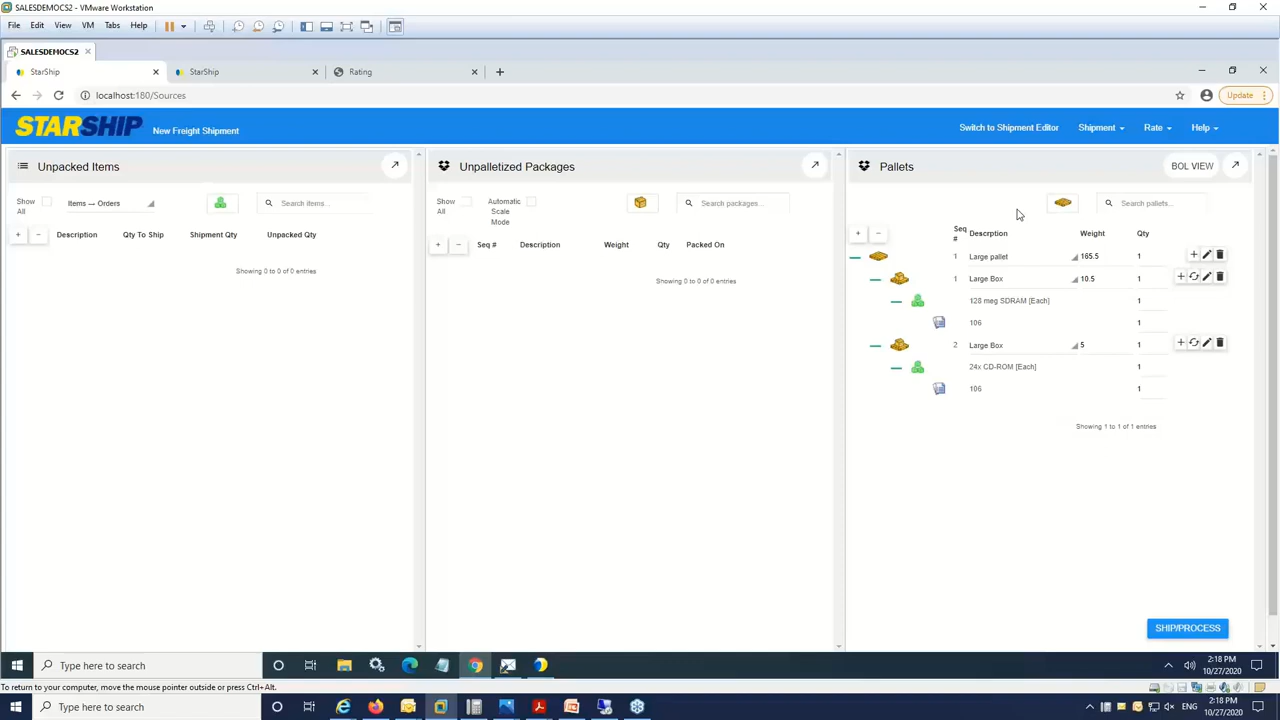 SALESDEMOCS2 - VMware Workstation
File Edit View VM Tabs Help
SALESDEMOCS2
StarShip StarShip Rating
localhost:180/Sources Update
STARSHIP New Freight Shipment Switch to Shipment Editor Shipment Rate Help
Unpacked Items Unpalletized Packages Pallets BOL VIEW
Show All Items → Orders Search items... Show All Automatic Scale Mode Search packages... Search pallets...
Description Qty To Ship Shipment Qty Unpacked Qty Seq # Description Weight Qty Packed On Seq # Descrption Weight Qty
Showing 0 to 0 of 0 entries Showing 0 to 0 of 0 entries
1 Large pallet 165.5 1
1 Large Box 10.5 1
128 meg SDRAM [Each] 1
106 1
2 Large Box 5 1
24x CD-ROM [Each] 1
106 1
Showing 1 to 1 of 1 entries
SHIP/PROCESS
Type here to search 2:18 PM
10/27/2020
To return to your computer, move the mouse pointer outside or press Ctrl+Alt.
Type here to search ENG 2:18 PM
10/27/2020